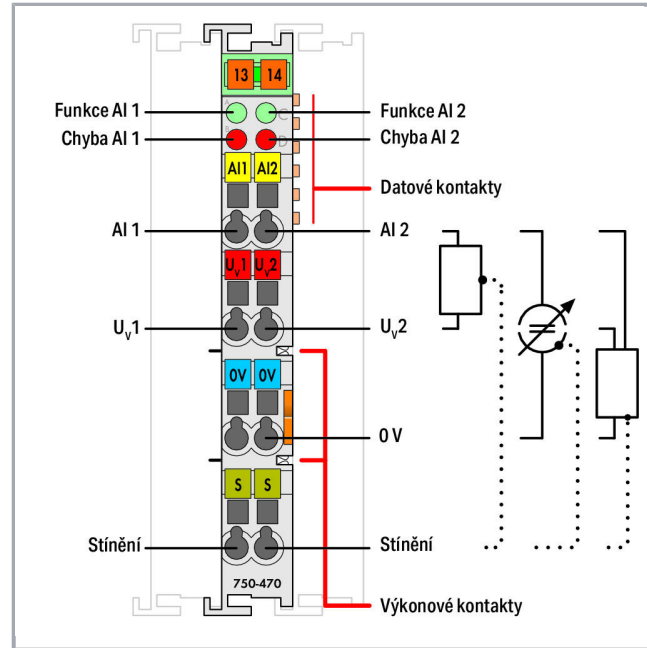 13 14
Funkce AI 1
A
C
Funkce AI 2
Chyba AI 1
B
D
Chyba AI 2
AI1 AI2
Datové kontakty
AI 1
AI 2
Uv1 Uv2
Uv1
Uv2
0V 0V
0 V
S S
Stínění
Stínění
750-470
Výkonové kontakty